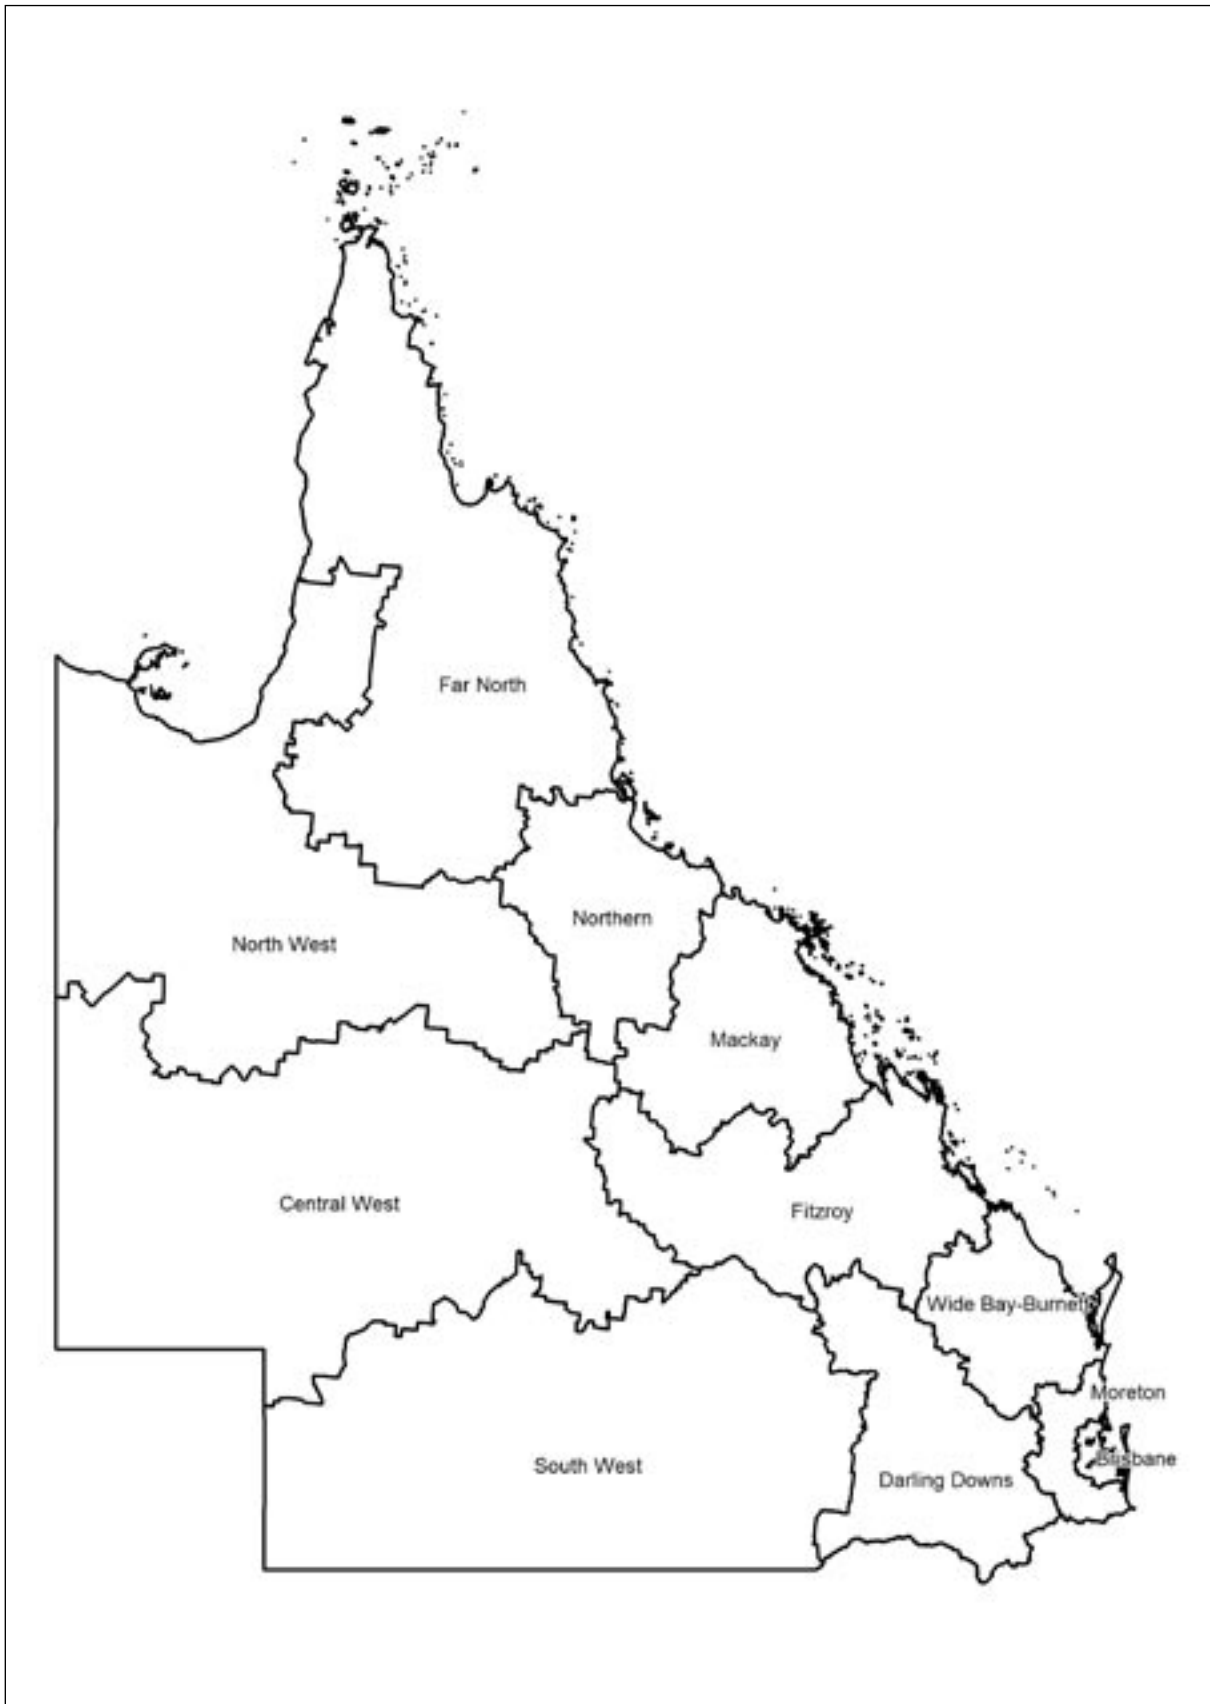 Far North
Northern
North West
Mackay
Central West
Fitzroy
Wide Bay-Burnett
Moreton
Brisbane
South West
Darling Downs